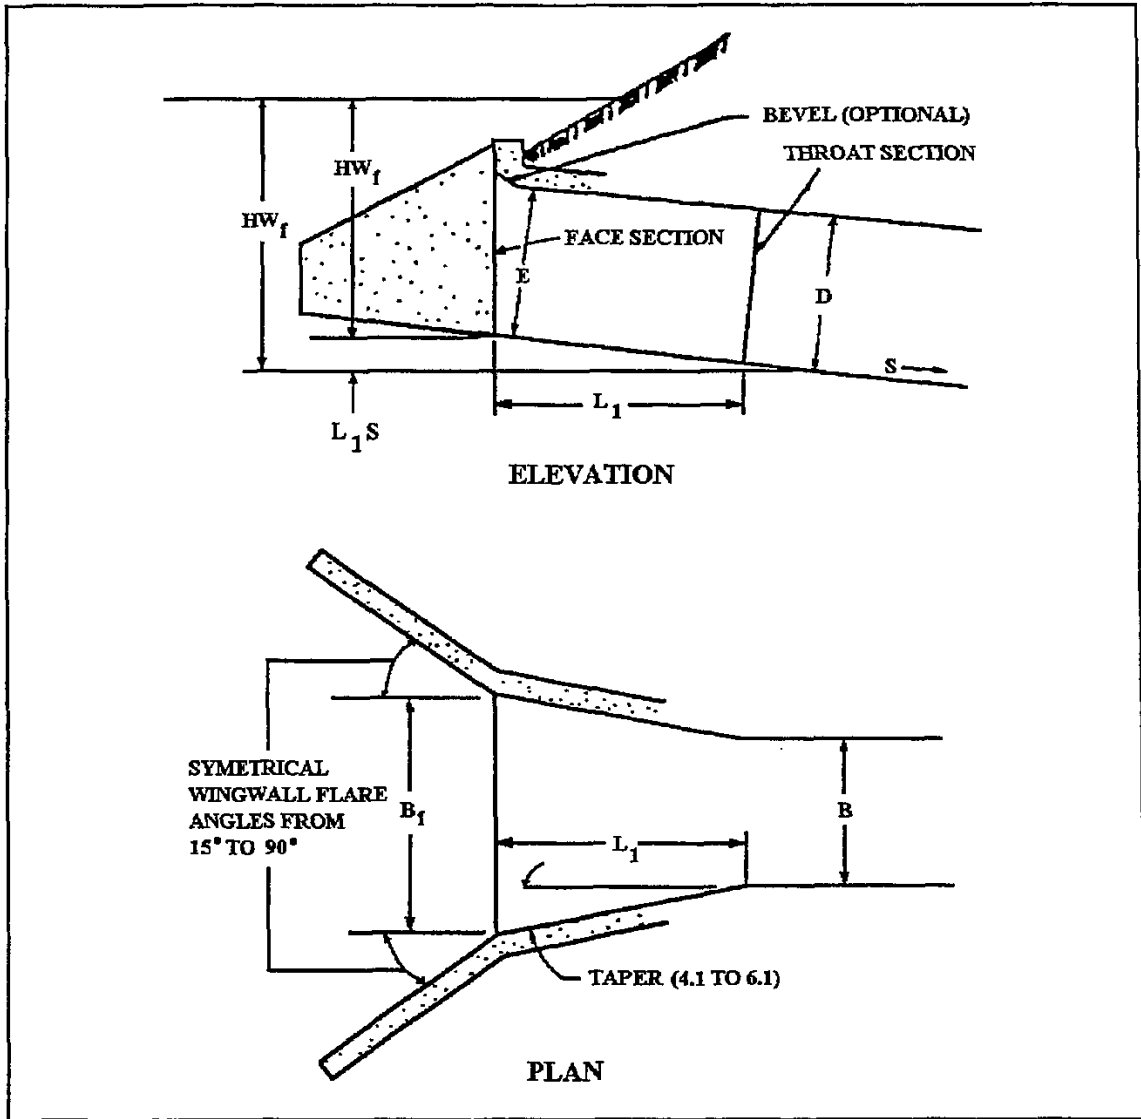 BEVEL (OPTIONAL)
THROAT SECTION
HWf
HWf
FACE SECTION
E
D
S
L1
L1S
ELEVATION
SYMETRICAL
WINGWALL FLARE
ANGLES FROM
15° TO 90°
Bf
B
L1
TAPER (4.1 TO 6.1)
PLAN